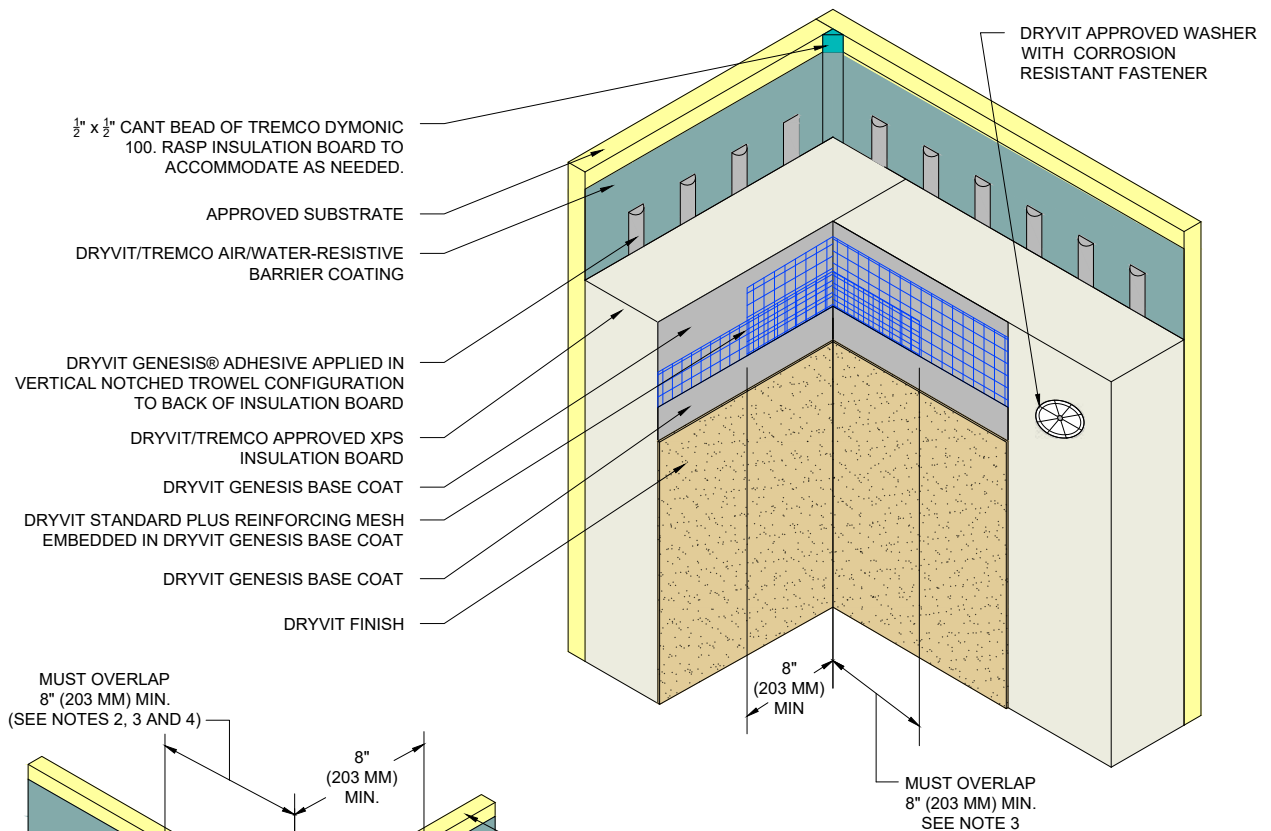 DRYVIT APPROVED WASHER
WITH CORROSION
RESISTANT FASTENER
½" x ½" CANT BEAD OF TREMCO DYMONIC
100. RASP INSULATION BOARD TO
ACCOMMODATE AS NEEDED.
APPROVED SUBSTRATE
DRYVIT/TREMCO AIR/WATER-RESISTIVE
BARRIER COATING
DRYVIT GENESIS® ADHESIVE APPLIED IN
VERTICAL NOTCHED TROWEL CONFIGURATION
TO BACK OF INSULATION BOARD
DRYVIT/TREMCO APPROVED XPS
INSULATION BOARD
DRYVIT GENESIS BASE COAT
DRYVIT STANDARD PLUS REINFORCING MESH
EMBEDDED IN DRYVIT GENESIS BASE COAT
DRYVIT GENESIS BASE COAT
DRYVIT FINISH
8"
(203 MM)
MIN
MUST OVERLAP
8" (203 MM) MIN.
SEE NOTE 3
MUST OVERLAP
8" (203 MM) MIN.
(SEE NOTES 2, 3 AND 4)
8"
(203 MM)
MIN.